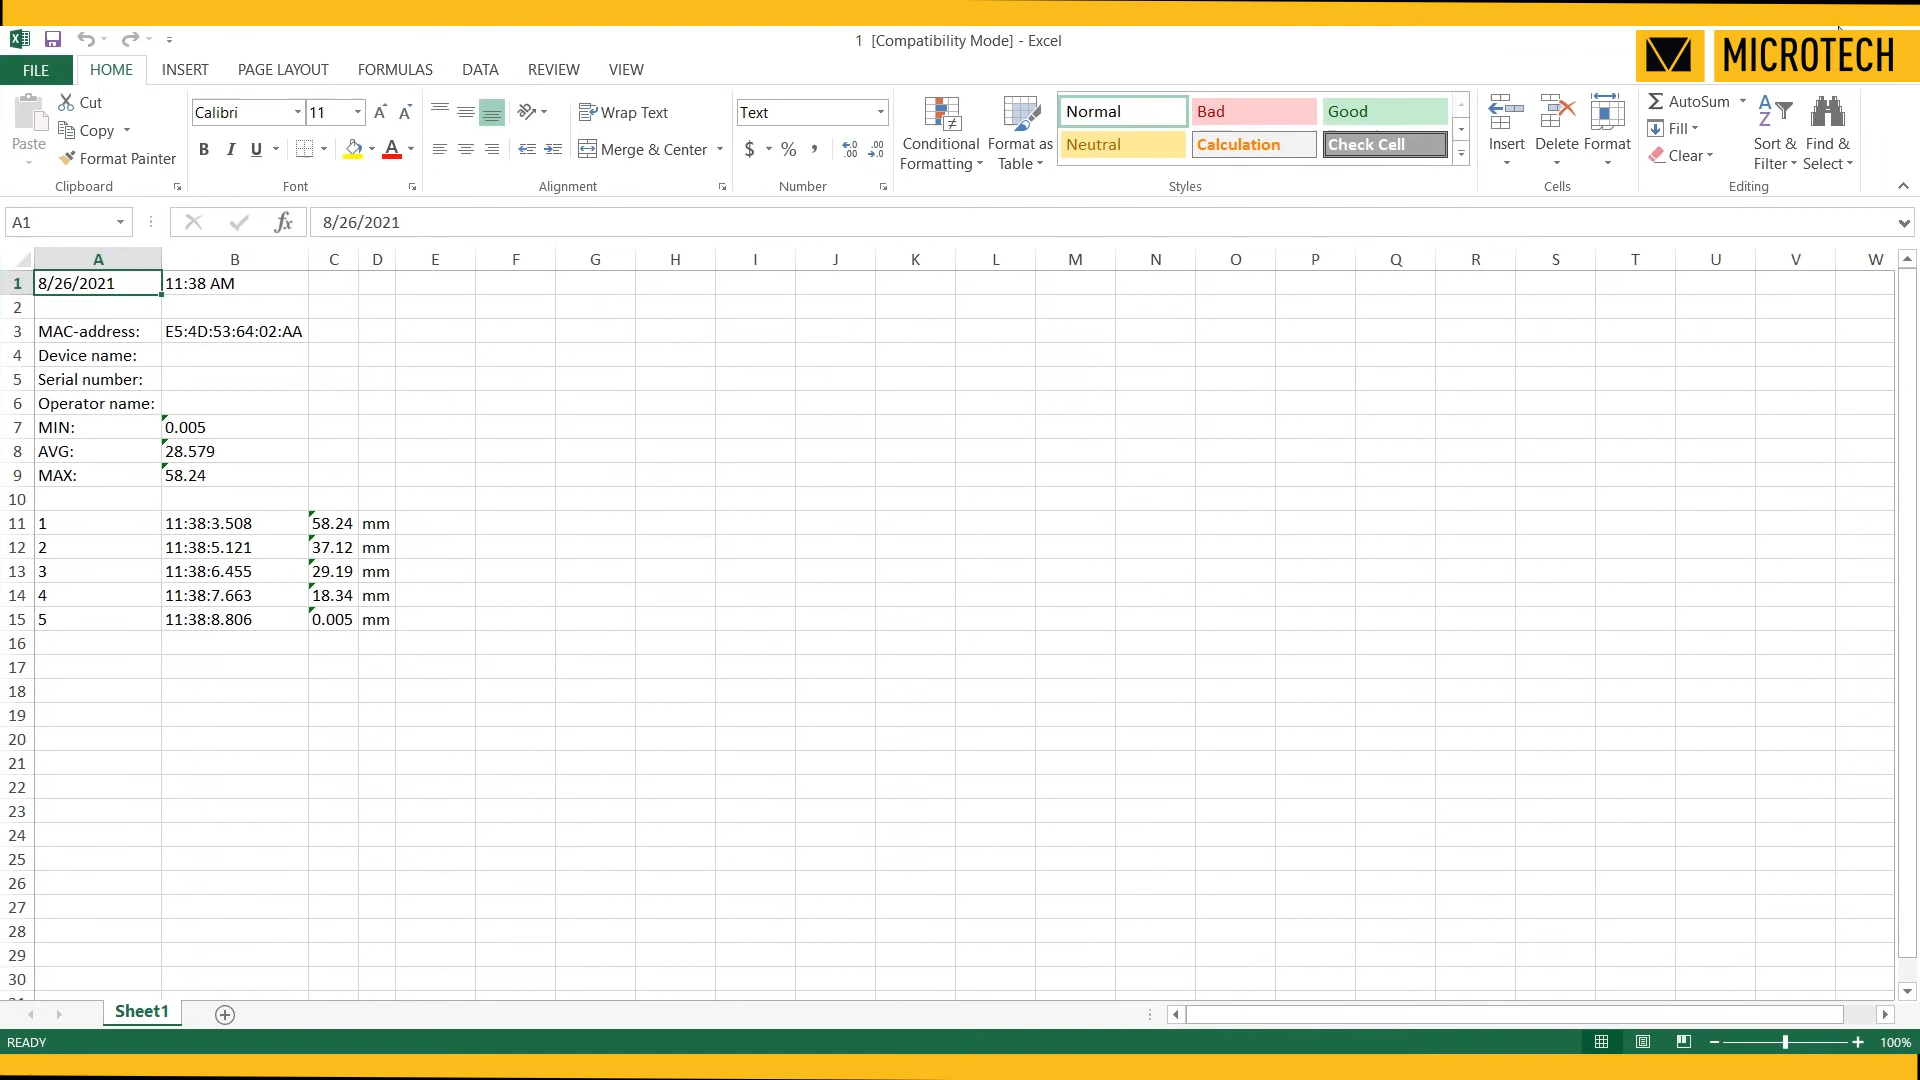 1 [Compatibility Mode] - Excel
MICROTECH
FILE HOME INSERT PAGE LAYOUT FORMULAS DATA REVIEW VIEW
Cut
Copy
Format Painter
Paste
Clipboard
Calibri 11
B I U
Font
Wrap Text
Merge & Center
Alignment
Text
$ % ,
Number
Conditional Formatting
Format as Table
Normal Bad Good
Neutral Calculation Check Cell
Styles
Insert Delete Format
Cells
AutoSum
Fill
Clear
Sort & Filter
Find & Select
Editing
A1 fx 8/26/2021
A B C D E F G H I J K L M N O P Q R S T U V W
1 8/26/2021 11:38 AM
2
3 MAC-address: E5:4D:53:64:02:AA
4 Device name:
5 Serial number:
6 Operator name:
7 MIN: 0.005
8 AVG: 28.579
9 MAX: 58.24
10
11 1 11:38:3.508 58.24 mm
12 2 11:38:5.121 37.12 mm
13 3 11:38:6.455 29.19 mm
14 4 11:38:7.663 18.34 mm
15 5 11:38:8.806 0.005 mm
16
17
18
19
20
21
22
23
24
25
26
27
28
29
30
Sheet1
READY
100%